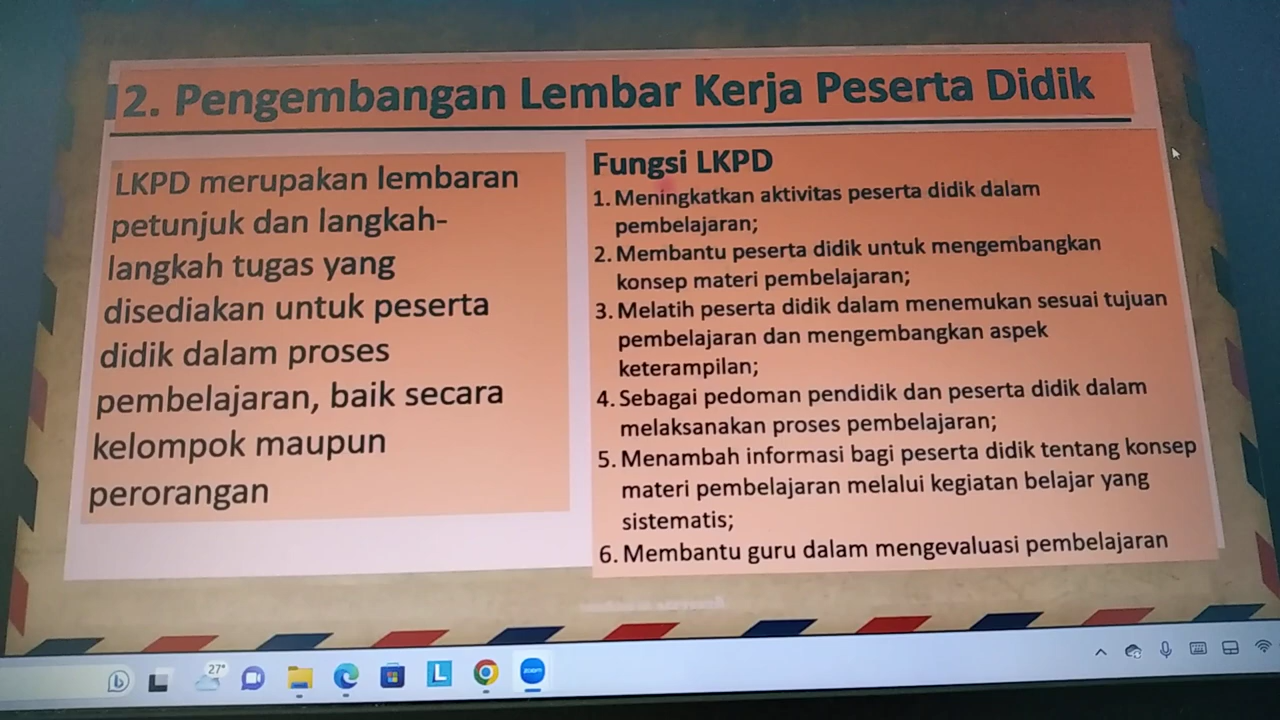 2. Pengembangan Lembar Kerja Peserta Didik
LKPD merupakan lembaran
petunjuk dan langkah-
langkah tugas yang
disediakan untuk peserta
didik dalam proses
pembelajaran, baik secara
kelompok maupun
perorangan
Fungsi LKPD
1. Meningkatkan aktivitas peserta didik dalam
pembelajaran;
2. Membantu peserta didik untuk mengembangkan
konsep materi pembelajaran;
3. Melatih peserta didik dalam menemukan sesuai tujuan
pembelajaran dan mengembangkan aspek
keterampilan;
4. Sebagai pedoman pendidik dan peserta didik dalam
melaksanakan proses pembelajaran;
5. Menambah informasi bagi peserta didik tentang konsep
materi pembelajaran melalui kegiatan belajar yang
sistematis;
6. Membantu guru dalam mengevaluasi pembelajaran
27°
L
zoom